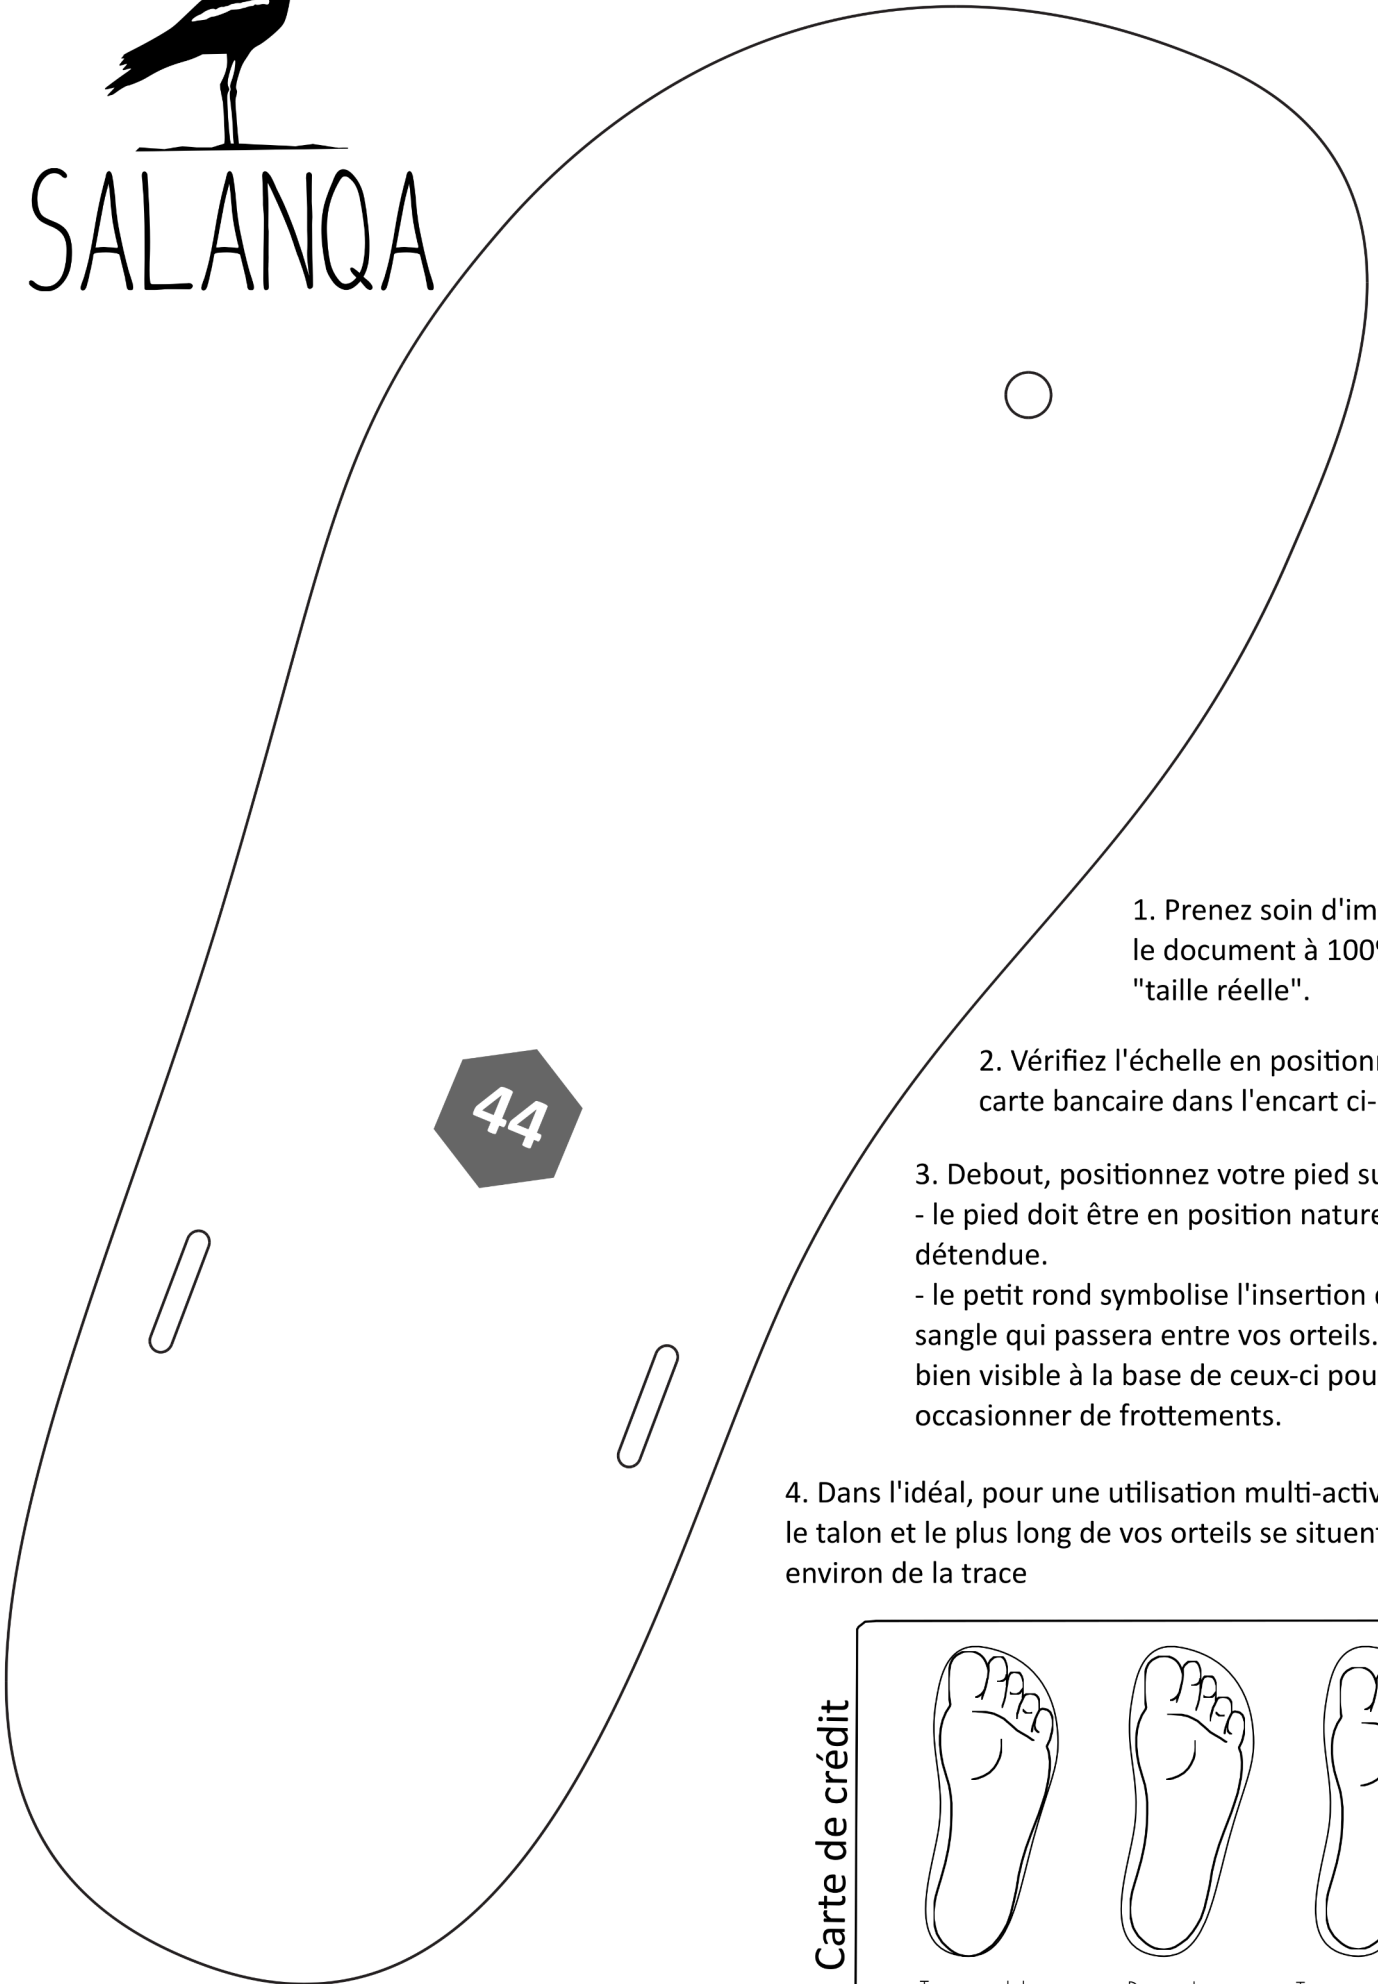 SALANQA
44
1. Prenez soin d'im
le document à 100%
"taille réelle".
2. Vérifiez l'échelle en position
carte bancaire dans l'encart ci-
3. Debout, positionnez votre pied su
- le pied doit être en position nature
détendue.
- le petit rond symbolise l'insertion
sangle qui passera entre vos orteils.
bien visible à la base de ceux-ci pou
occasionner de frottements.
4. Dans l'idéal, pour une utilisation multi-activ
le talon et le plus long de vos orteils se situent
environ de la trace
Carte de crédit